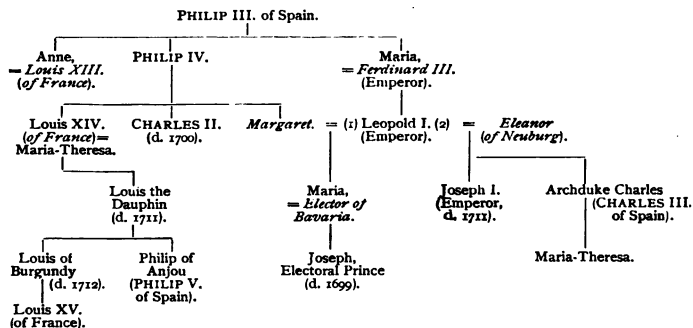 PHILIP III. of Spain.
Anne,
= Louis XIII.
(of France).
PHILIP IV.
Maria,
= Ferdinard III.
(Emperor).
Louis XIV.
(of France)=
Maria-Theresa.
CHARLES II.
(d. 1700).
Margaret. = (1) Leopold I. (2) = Eleanor
(Emperor). (of Neuburg).
Louis the
Dauphin
(d. 1711).
Maria,
= Elector of
Bavaria.
Joseph I.
(Emperor,
d. 1711).
Archduke Charles
(CHARLES III.
of Spain).
Louis of
Burgundy
(d. 1712).
Philip of
Anjou
(PHILIP V.
of Spain).
Joseph,
Electoral Prince
(d. 1699).
Maria-Theresa.
Louis XV.
(of France).